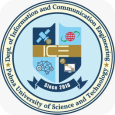 Dept. of Information and Communication Engineering
ICE
Since 2010
Pabna University of Science and Technology